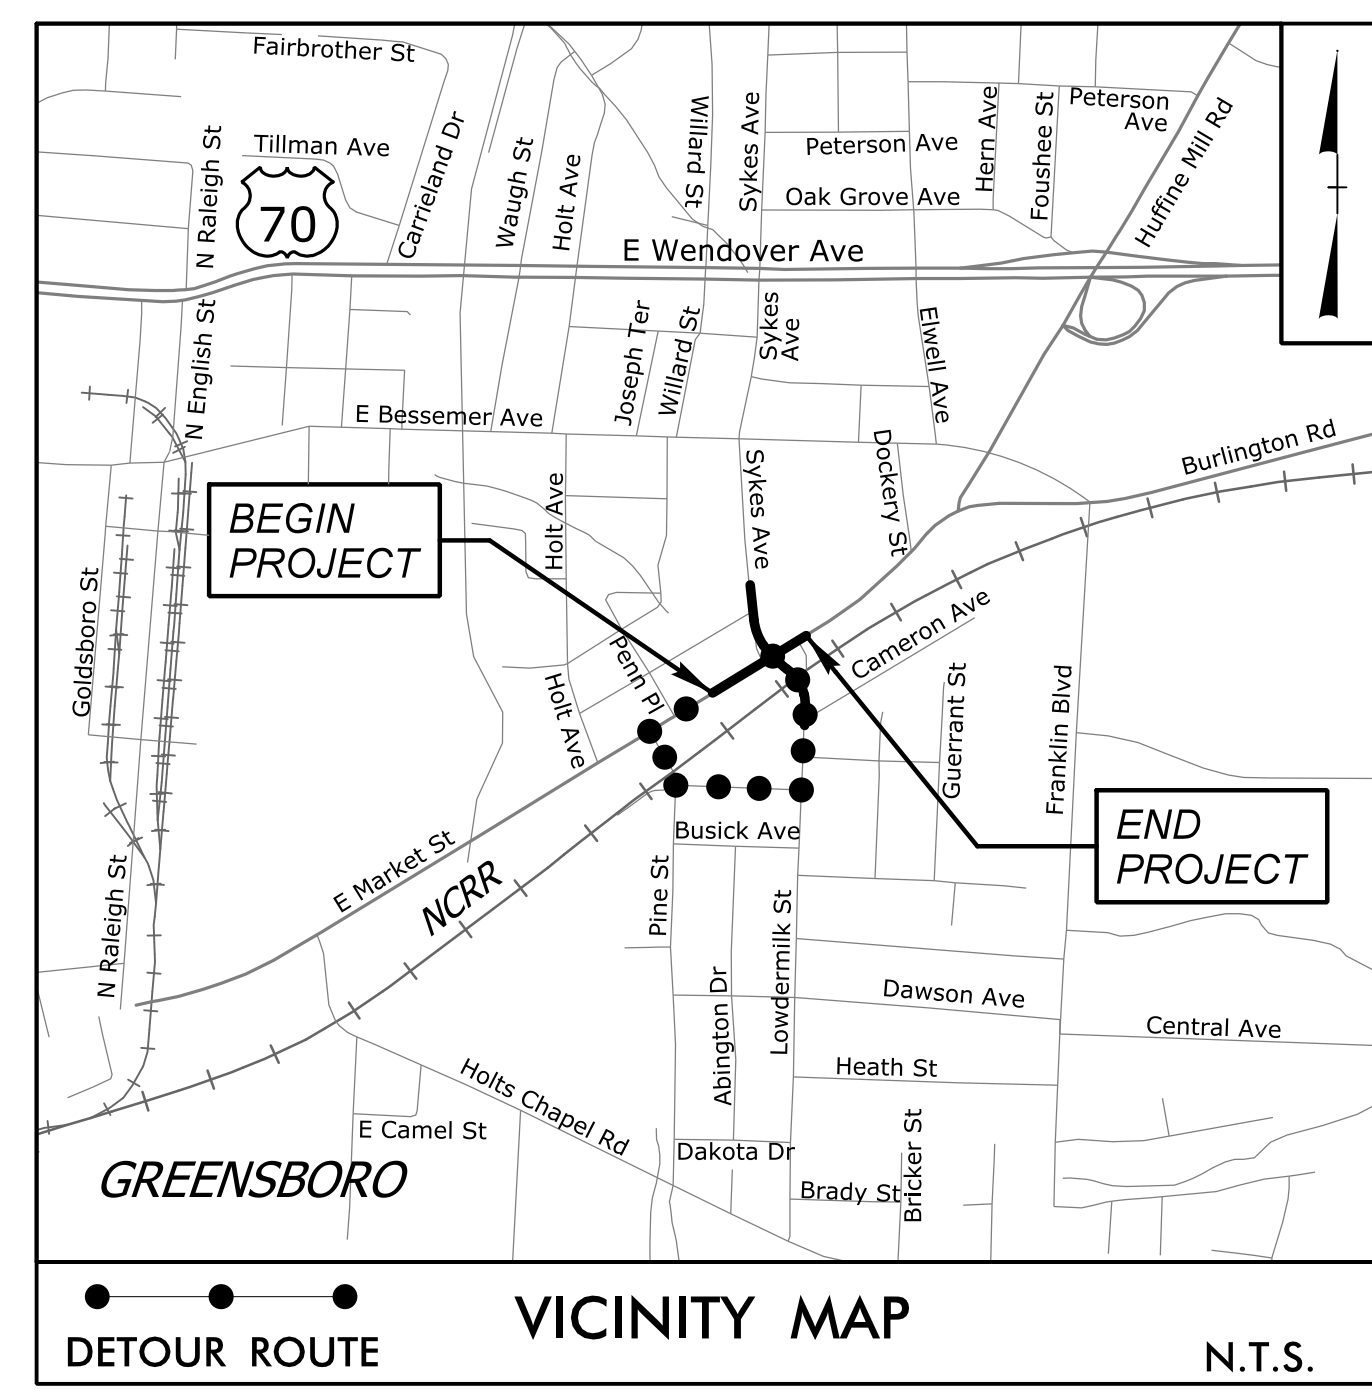 Fairbrother St
Tillman Ave
N Raleigh St
70
Carrieland Dr
Waugh St
Holt Ave
Willard St
Sykes Ave
Peterson Ave
Oak Grove Ave
Hern Ave
Foushee St
Peterson
Ave
Huffine Mill Rd
E Wendover Ave
N English St
Joseph Ter
Willard St
Sykes
Ave
Elwell Ave
E Bessemer Ave
Dockery St
Burlington Rd
Sykes Ave
Holt Ave
BEGIN
PROJECT
Goldsboro St
Penn Pl
Holt Ave
Cameron Ave
Guerrant St
Franklin Blvd
END
PROJECT
Busick Ave
E Market St
NCRR
Pine St
N Raleigh St
Lowdermilk St
Abington Dr
Dawson Ave
Central Ave
Heath St
Holts Chapel Rd
E Camel St
Dakota Dr
Brady St
Bricker St
GREENSBORO
DETOUR ROUTE
VICINITY MAP
N.T.S.